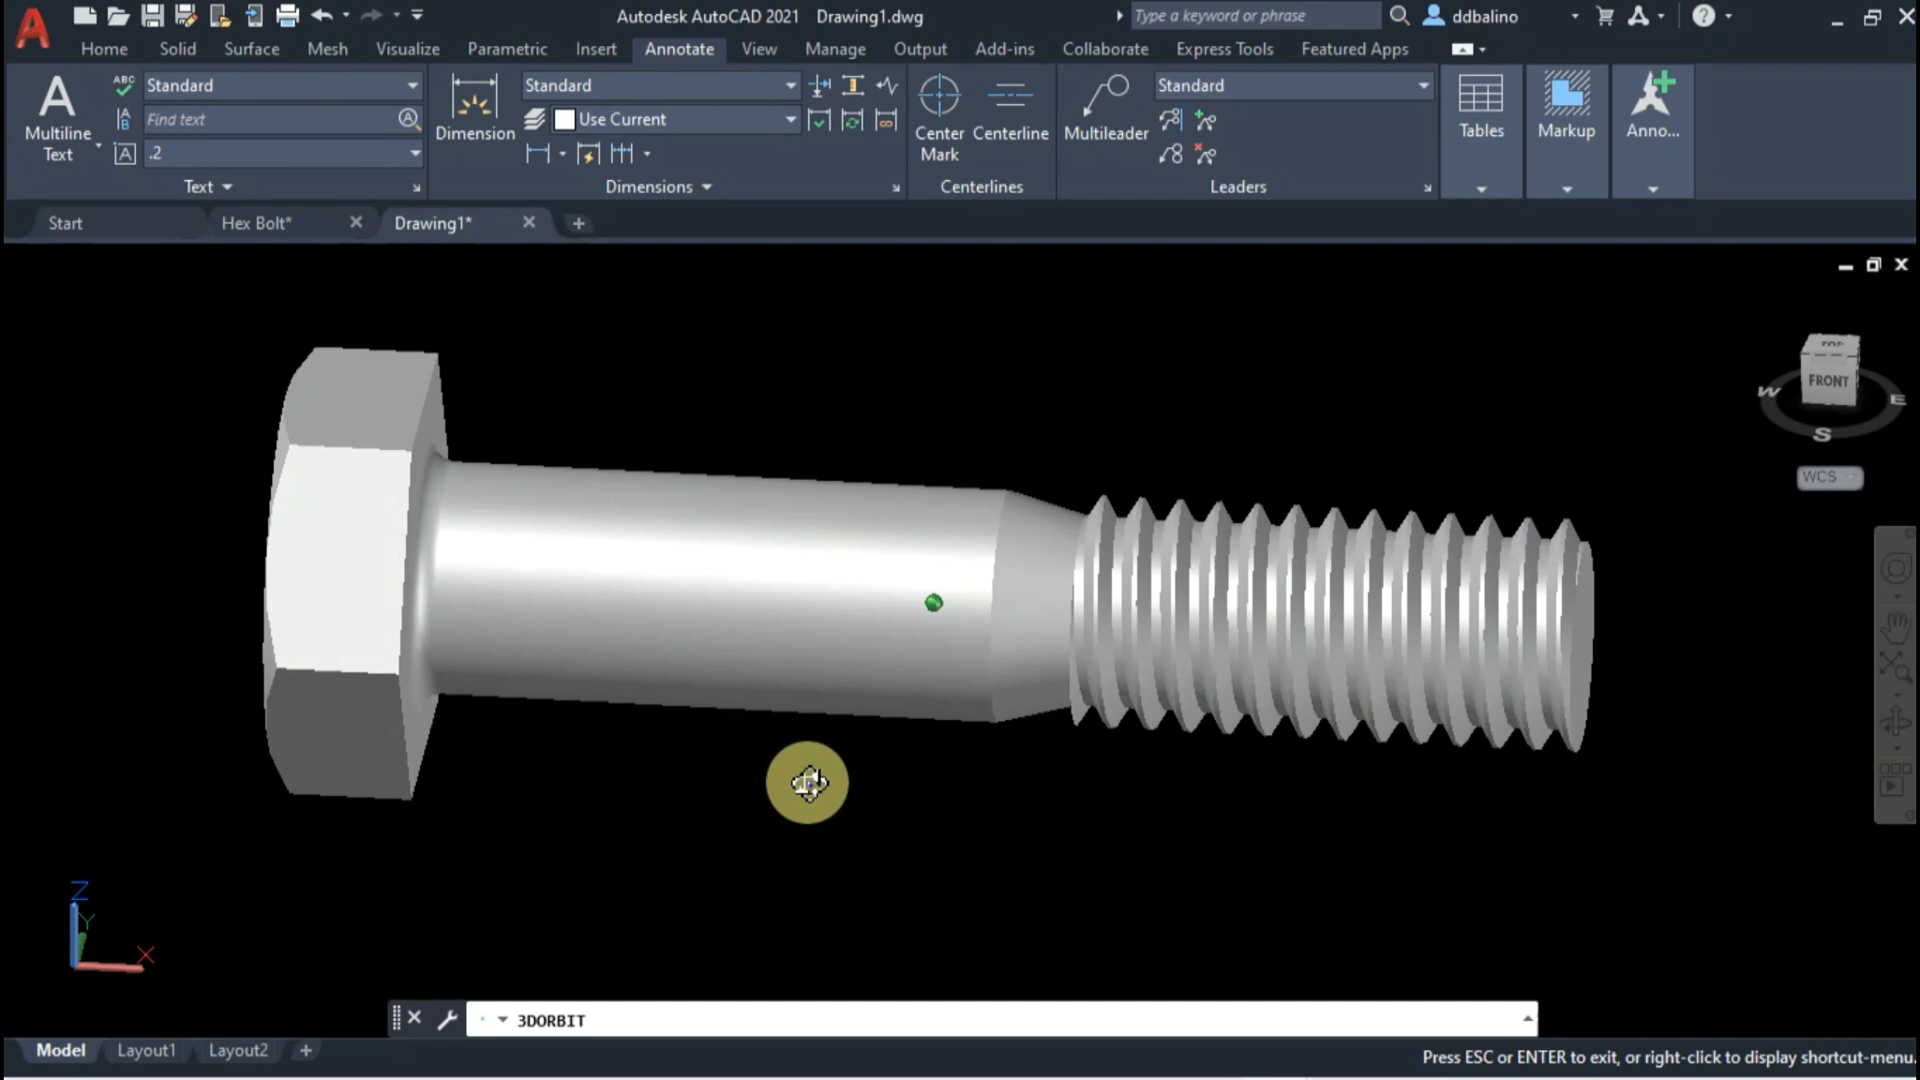 Autodesk AutoCAD 2021 Drawing1.dwg Type a keyword or phrase ddbalino
Home Solid Surface Mesh Visualize Parametric Insert Annotate View Manage Output Add-ins Collaborate Express Tools Featured Apps
A ABC Standard Standard Standard
Multiline Text A B Find text Dimension Use Current Center Mark Centerline Multileader Tables Markup Anno...
A .2
Text Dimensions Centerlines Leaders
Start Hex Bolt* Drawing1*
TOP
FRONT
W E
S
WCS
Z
Y
X
3DORBIT
Model Layout1 Layout2
Press ESC or ENTER to exit, or right-click to display shortcut-menu.